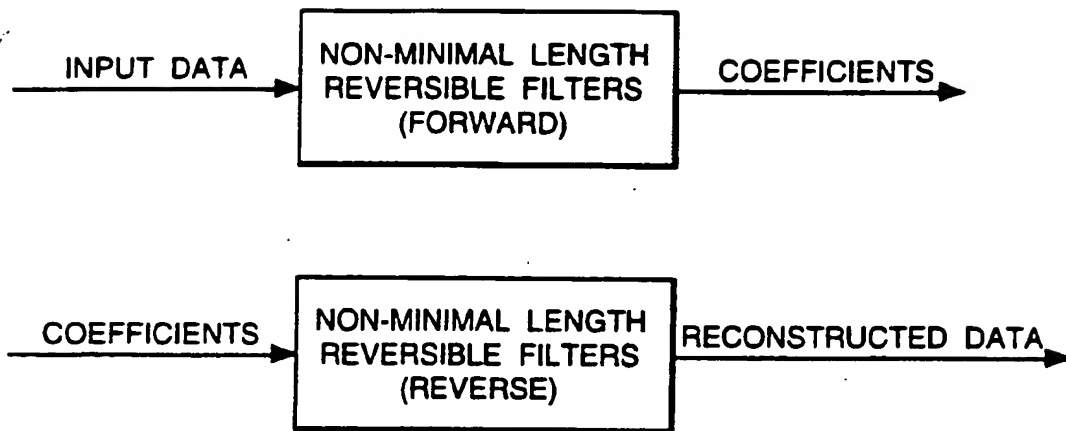 INPUT DATA
NON-MINIMAL LENGTH
REVERSIBLE FILTERS
(FORWARD)
COEFFICIENTS
COEFFICIENTS
NON-MINIMAL LENGTH
REVERSIBLE FILTERS
(REVERSE)
RECONSTRUCTED DATA